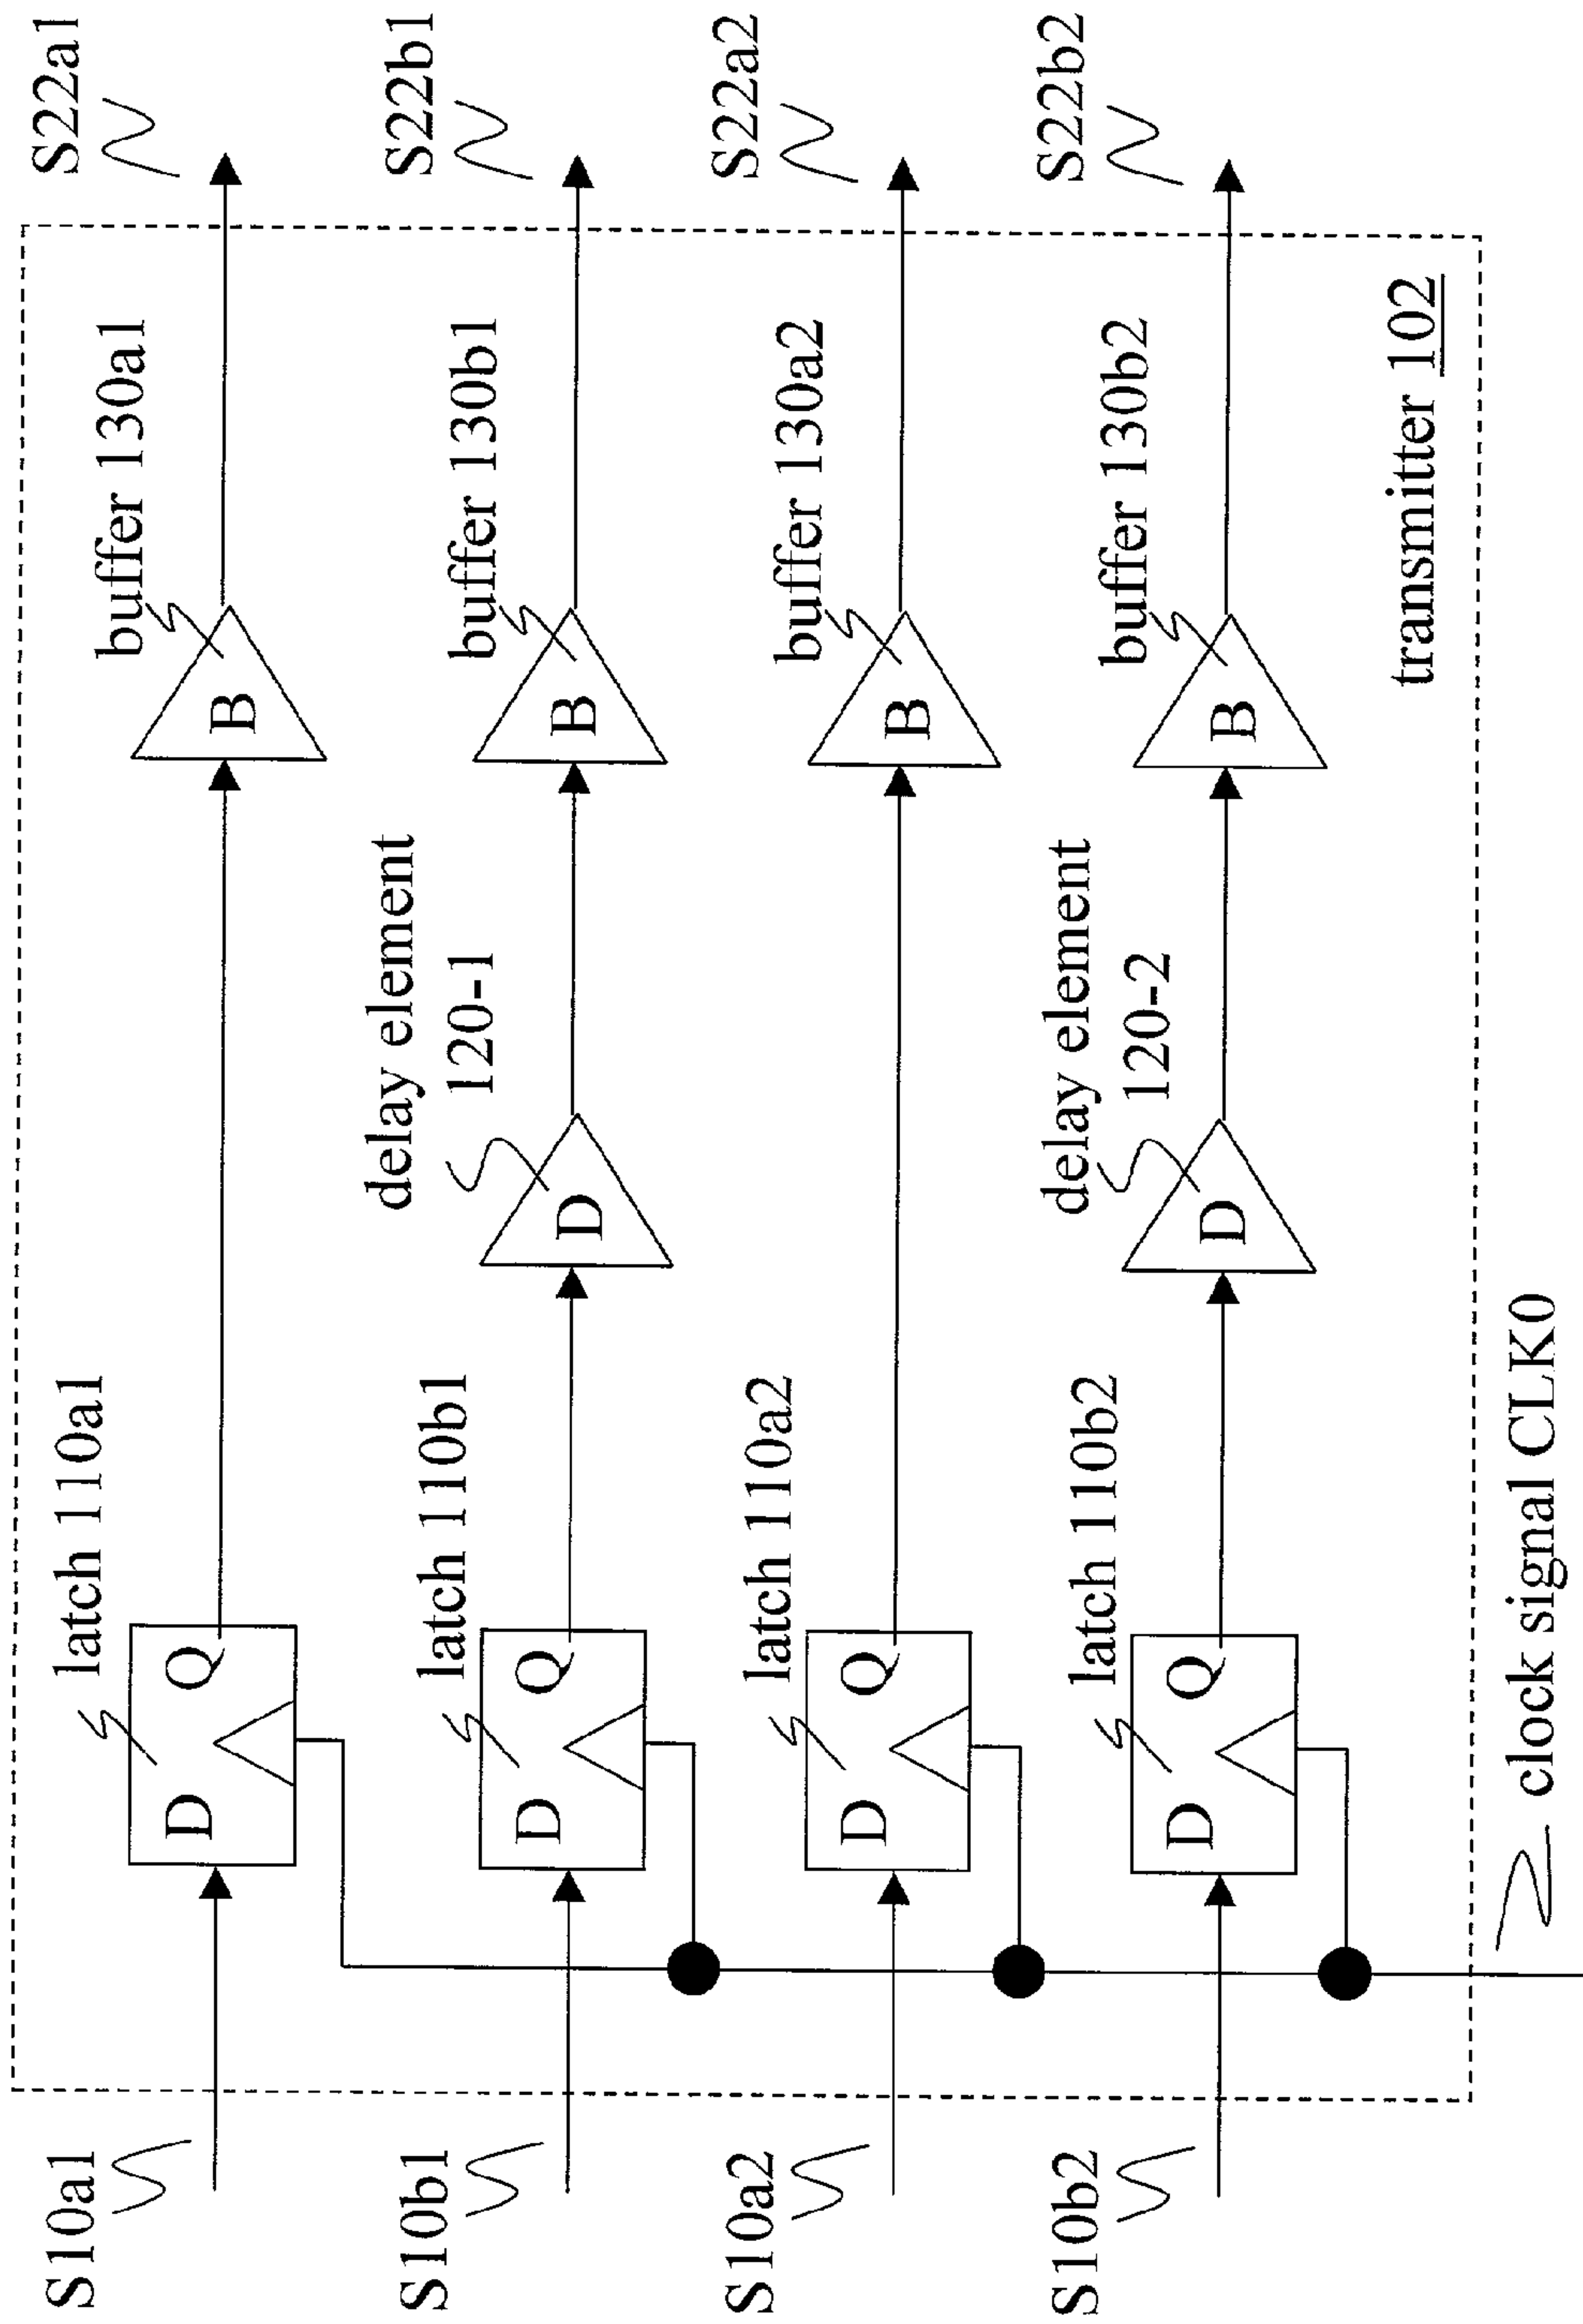 S10a1
latch 110a1
D
Q
buffer 130a1
B
S22a1
S10b1
latch 110b1
D
Q
delay element
120-1
D
buffer 130b1
B
S22b1
S10a2
latch 110a2
D
Q
buffer 130a2
B
S22a2
S10b2
latch 110b2
D
Q
delay element
120-2
D
buffer 130b2
B
S22b2
transmitter 102
clock signal CLK0